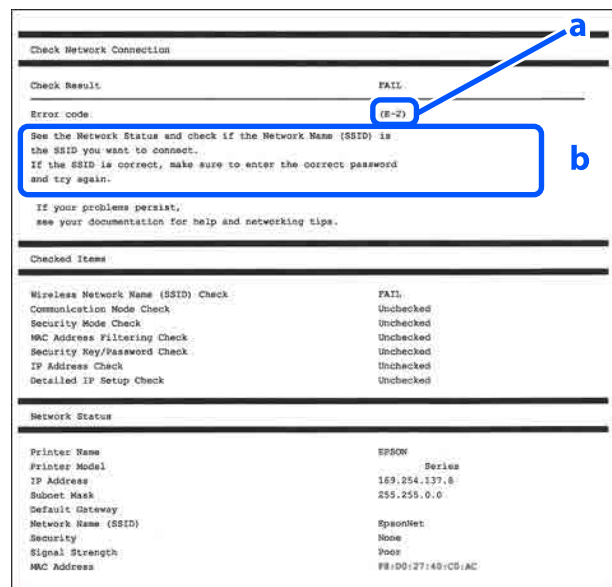 a
Check Network Connection
Check Result FAIL
Error code (E-2)
See the Network Status and check if the Network Name (SSID) is
the SSID you want to connect.
If the SSID is correct, make sure to enter the correct password
and try again.
b
If your problems persist,
see your documentation for help and networking tips.
Checked Items
Wireless Network Name (SSID) Check FAIL
Communication Mode Check Unchecked
Security Mode Check Unchecked
MAC Address Filtering Check Unchecked
Security Key/Password Check Unchecked
IP Address Check Unchecked
Detailed IP Setup Check Unchecked
Network Status
Printer Name EPSON
Printer Model Series
IP Address 169.254.137.8
Subnet Mask 255.255.0.0
Default Gateway
Network Name (SSID) EpsonNet
Security None
Signal Strength Poor
MAC Address F8:D0:27:40:C0:AC